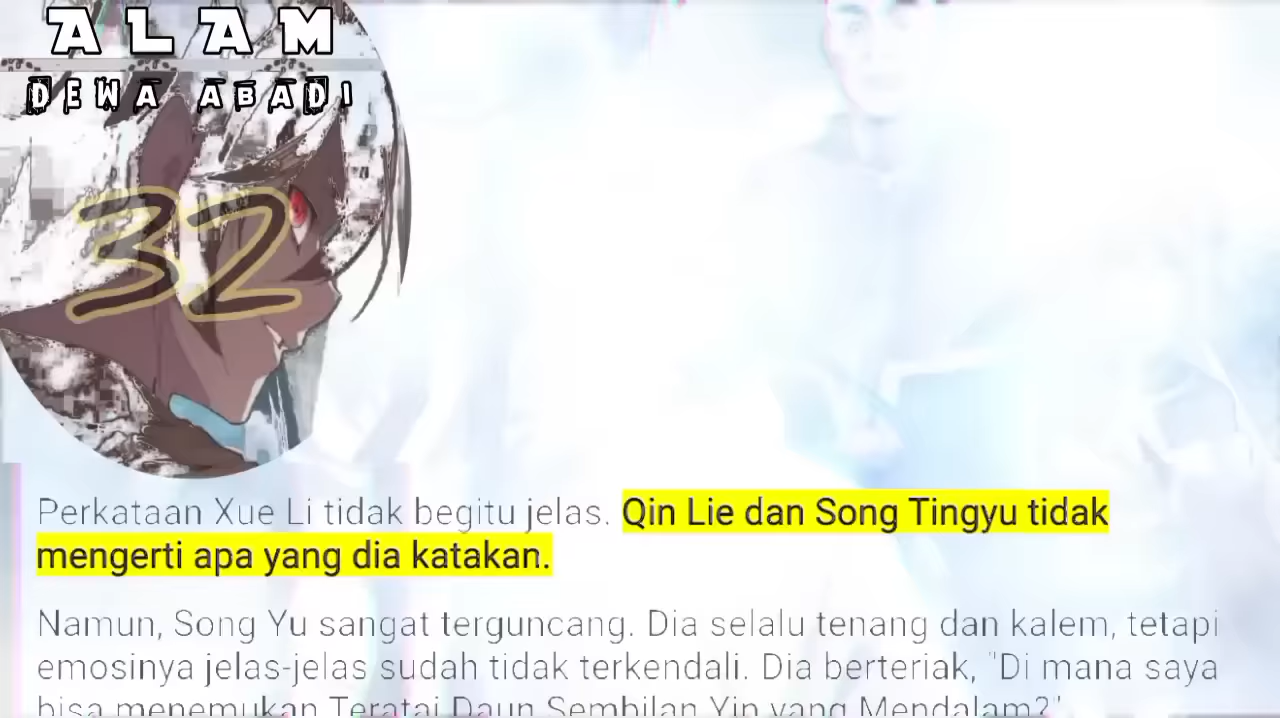 ALAM
DEWA ABADI
32
Perkataan Xue Li tidak begitu jelas. Qin Lie dan Song Tingyu tidak
mengerti apa yang dia katakan.
Namun, Song Yu sangat terguncang. Dia selalu tenang dan kalem, tetapi
emosinya jelas-jelas sudah tidak terkendali. Dia berteriak, "Di mana saya
bisa menemukan Teratai Daun Sembilan Yin yang Mendalam?"